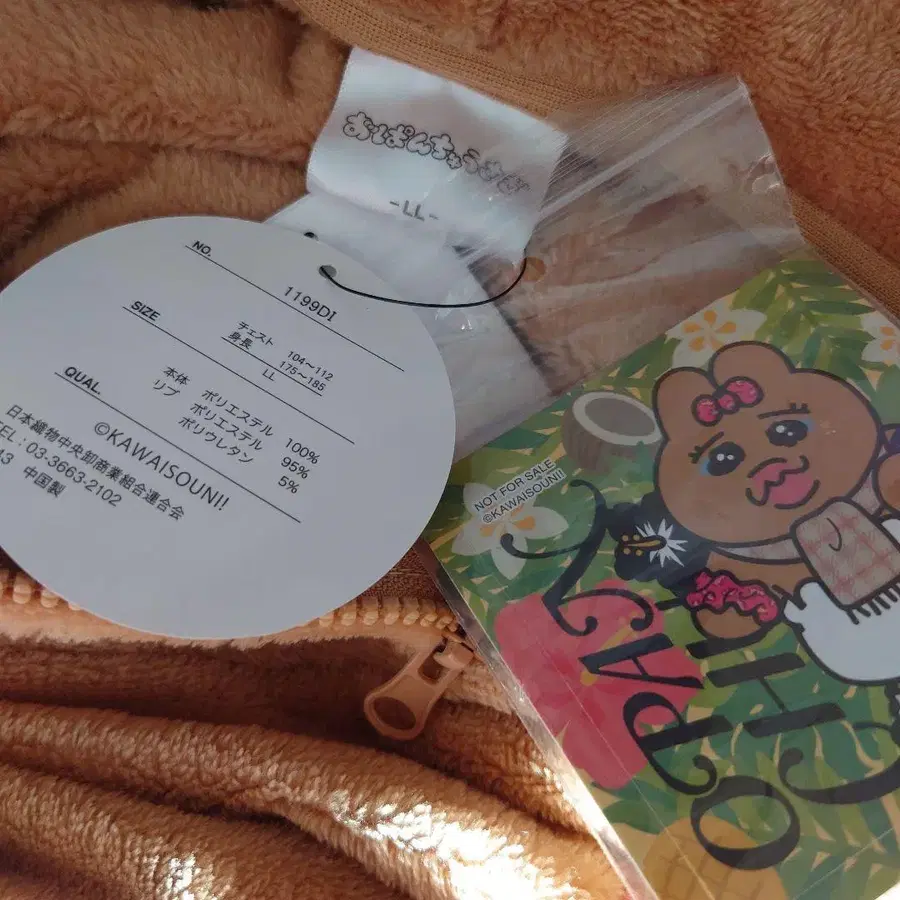 おぱんちゅうさぎ
-LL-
NO.
1199DI
SIZE
チェスト 104～112
身長 175～185
LL
QUAL.
本体 ポリエステル 100%
リブ ポリエステル 95%
ポリウレタン 5%
©KAWAISOUNI!!
日本織物中央卸商業組合連合会
TEL: 03-3663-2102
43 中国製
NOT FOR SALE
©KAWAISOUNI!!
OPAN
CHU